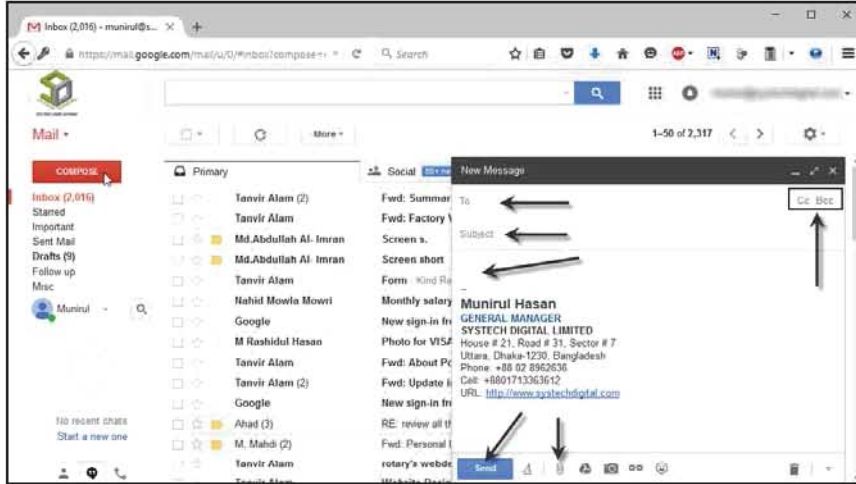 Inbox (2,016) - munirul@s...
https://mail.google.com/mail/u/0/#inbox?compose=
Search
Mail
More
1–50 of 2,317
COMPOSE
Primary
Social
New Message
Inbox (2,016)
Starred
Important
Sent Mail
Drafts (9)
Follow up
Misc
Munirul
No recent chats
Start a new one
Tanvir Alam (2) Fwd: Summar
Tanvir Alam Fwd: Factory
Md.Abdullah Al- Imran Screen s.
Md.Abdullah Al- Imran Screen short
Tanvir Alam Form - Kind Re
Nahid Mowla Mowri Monthly salary
Google New sign-in fr
M Rashidul Hasan Photo for VISA
Tanvir Alam Fwd: About Po
Tanvir Alam (2) Fwd: Update i
Google New sign-in fr
Ahad (3) RE: review all th
M. Mahdi (2) Fwd: Personal
Tanvir Alam rotary's webde
To
Cc Bcc
Subject
--
Munirul Hasan
GENERAL MANAGER
SYSTECH DIGITAL LIMITED
House # 21, Road # 31, Sector # 7
Uttara, Dhaka-1230, Bangladesh
Phone: +88 02 8962636
Cell: +8801713363612
URL: http://www.systechdigital.com
Send